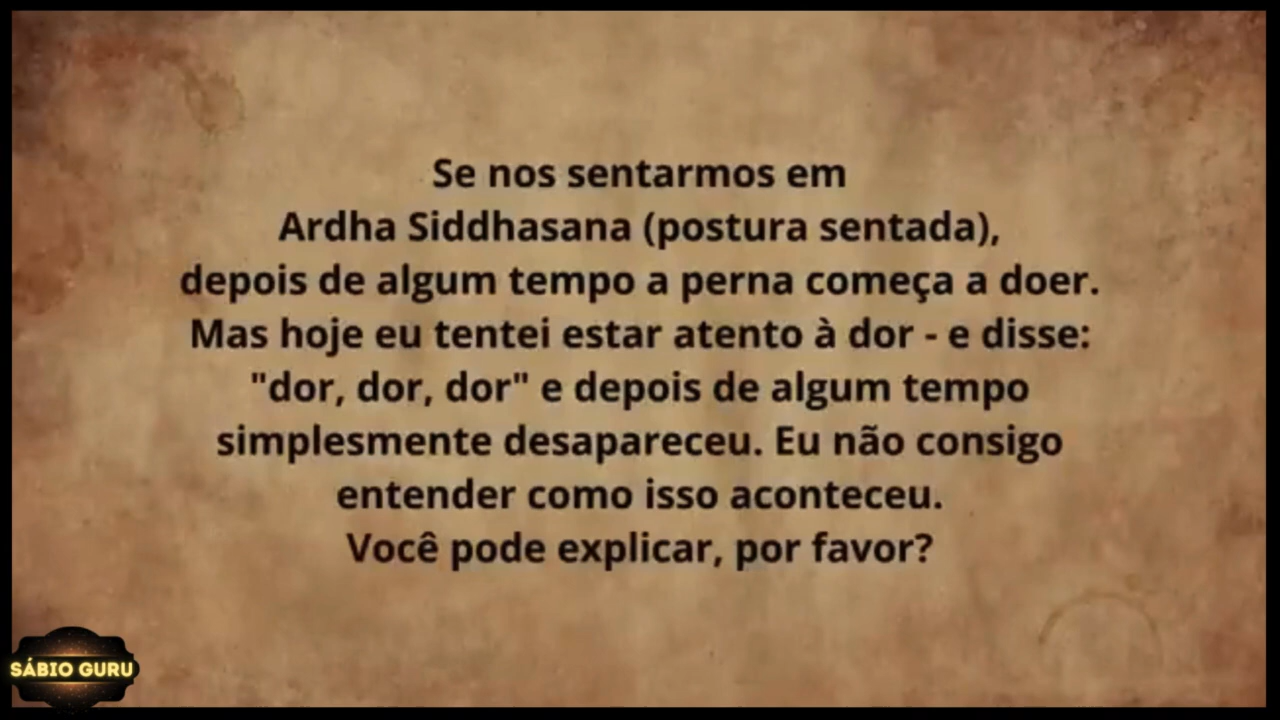 Se nos sentarmos em
Ardha Siddhasana (postura sentada),
depois de algum tempo a perna começa a doer.
Mas hoje eu tentei estar atento à dor - e disse:
"dor, dor, dor" e depois de algum tempo
simplesmente desapareceu. Eu não consigo
entender como isso aconteceu.
Você pode explicar, por favor?
SÁBIO GURU